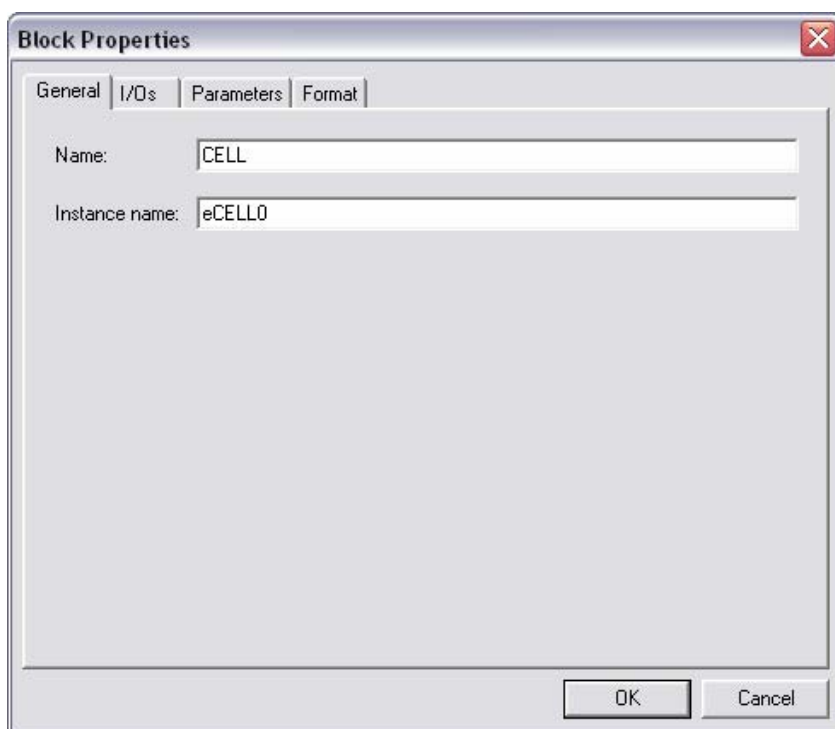 Block Properties
General I/Os Parameters Format
Name: CELL
Instance name: eCELL0
OK Cancel